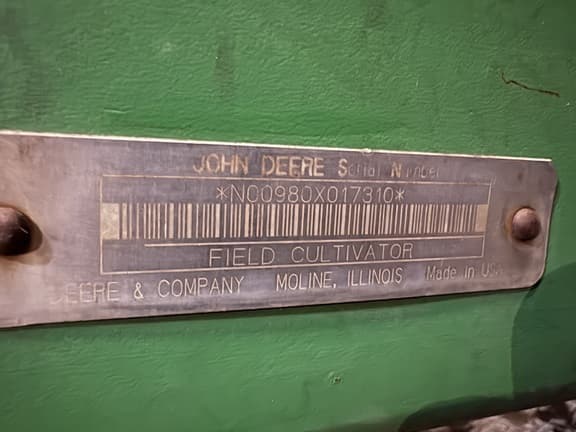 JOHN DEERE Serial Number
*N00980X017310*
FIELD CULTIVATOR
DEERE & COMPANY MOLINE, ILLINOIS Made in USA